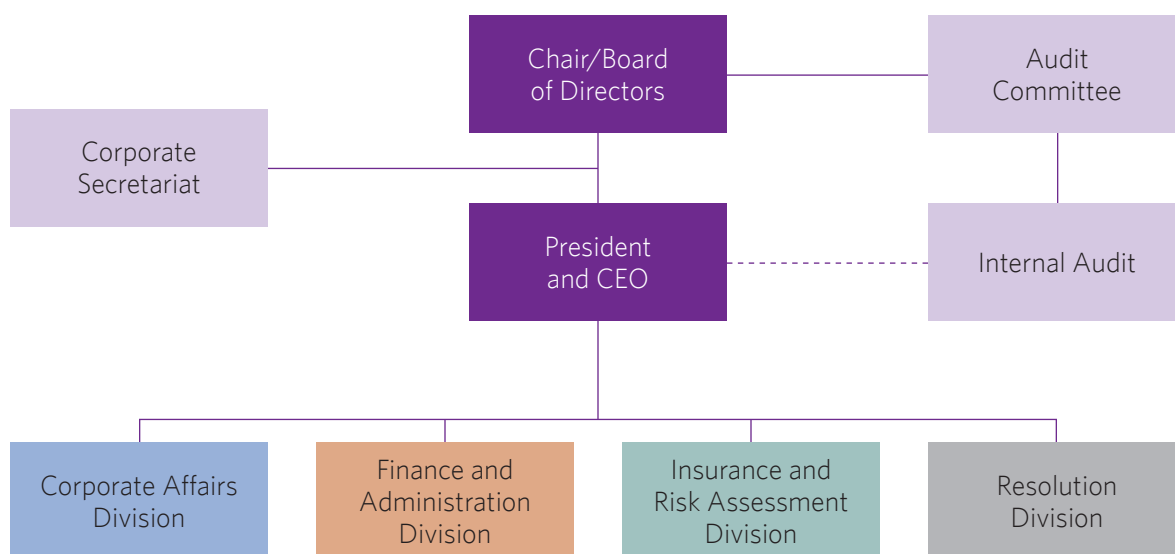 Chair/Board
of Directors
Audit
Committee
Corporate
Secretariat
President
and CEO
Internal Audit
Corporate Affairs
Division
Finance and
Administration
Division
Insurance and
Risk Assessment
Division
Resolution
Division